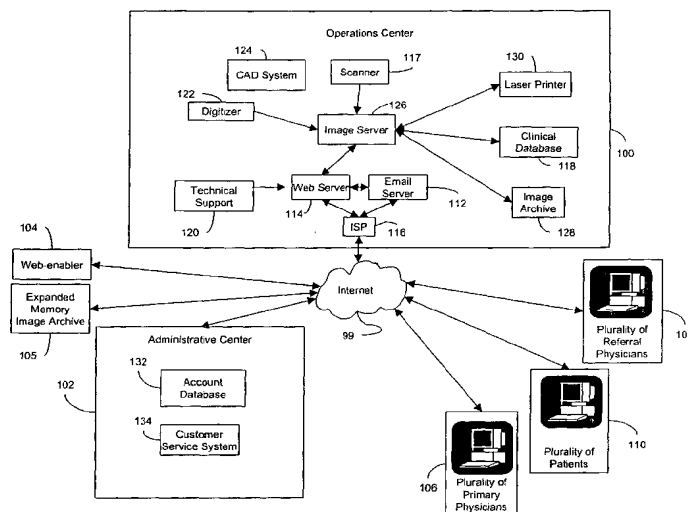 Operations Center
124
CAD System
117
Scanner
130
Laser Printer
122
Digitizer
126
Image Server
Clinical
Database
118
100
Technical
Support
120
Web Server
114
Email
Server
112
Image
Archive
128
ISP
116
104
Web-enabler
Expanded
Memory
Image Archive
105
Internet
99
Plurality of
Referral
Physicians
10
Administrative Center
102
132
Account
Database
134
Customer
Service System
Plurality of
Patients
110
106
Plurality of
Primary
Physicians